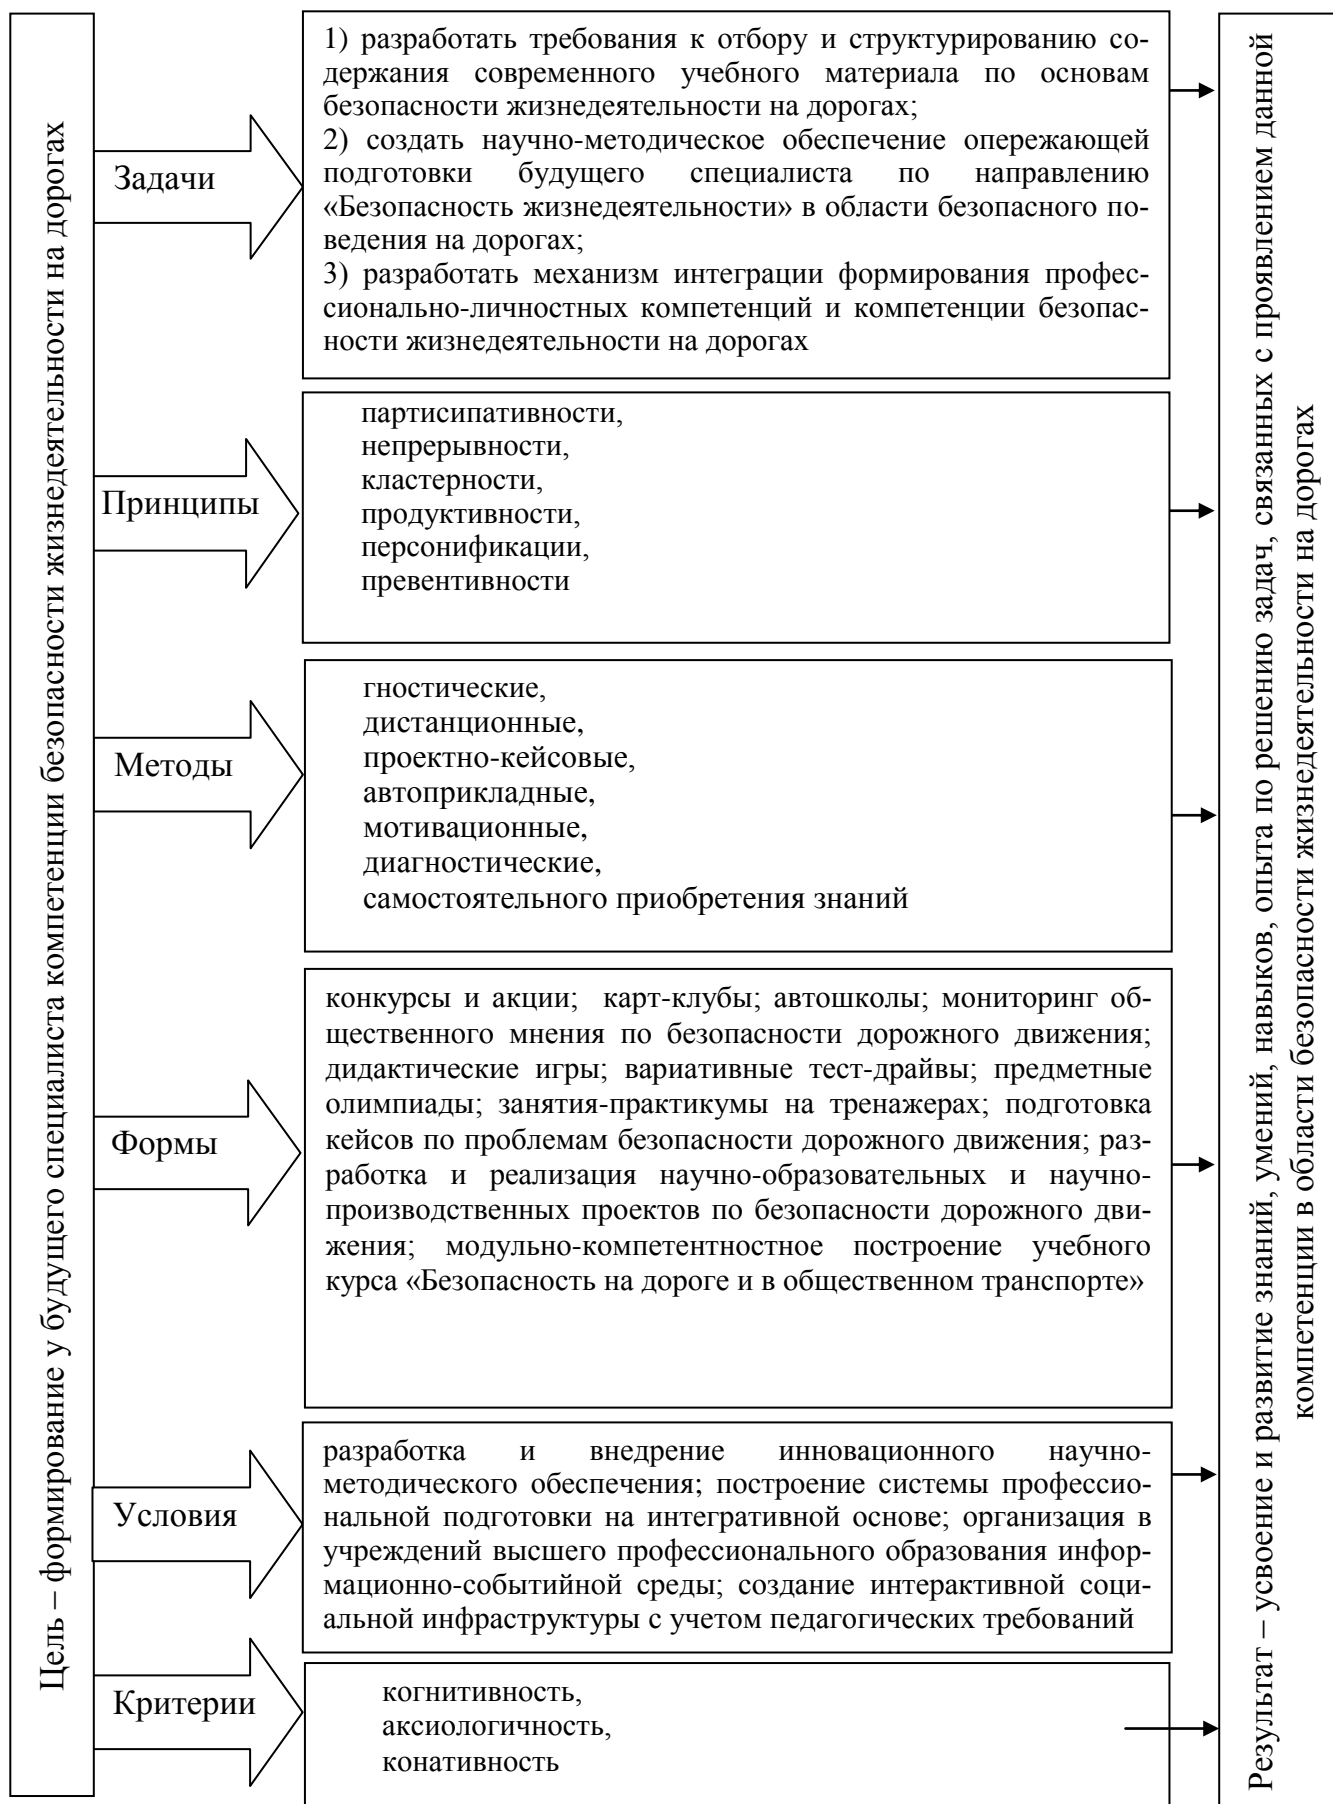 Цель – формирование у будущего специалиста компетенции безопасности жизнедеятельности на дорогах
Задачи
1) разработать требования к отбору и структурированию со-
держания современного учебного материала по основам
безопасности жизнедеятельности на дорогах;
2) создать научно-методическое обеспечение опережающей
подготовки будущего специалиста по направлению
«Безопасность жизнедеятельности» в области безопасного по-
ведения на дорогах;
3) разработать механизм интеграции формирования профес-
сионально-личностных компетенций и компетенции безопас-
ности жизнедеятельности на дорогах
Принципы
партисипативности,
непрерывности,
кластерности,
продуктивности,
персонификации,
превентивности
Методы
гностические,
дистанционные,
проектно-кейсовые,
автоприкладные,
мотивационные,
диагностические,
самостоятельного приобретения знаний
Формы
конкурсы и акции; карт-клубы; автошколы; мониторинг об-
щественного мнения по безопасности дорожного движения;
дидактические игры; вариативные тест-драйвы; предметные
олимпиады; занятия-практикумы на тренажерах; подготовка
кейсов по проблемам безопасности дорожного движения; раз-
работка и реализация научно-образовательных и научно-
производственных проектов по безопасности дорожного дви-
жения; модульно-компетентностное построение учебного
курса «Безопасность на дороге и в общественном транспорте»
Условия
разработка и внедрение инновационного научно-
методического обеспечения; построение системы профессио-
нальной подготовки на интегративной основе; организация в
учреждений высшего профессионального образования инфор-
мационно-событийной среды; создание интерактивной соци-
альной инфраструктуры с учетом педагогических требований
Критерии
когнитивность,
аксиологичность,
конативность
Результат – усвоение и развитие знаний, умений, навыков, опыта по решению задач, связанных с проявлением данной
компетенции в области безопасности жизнедеятельности на дорогах